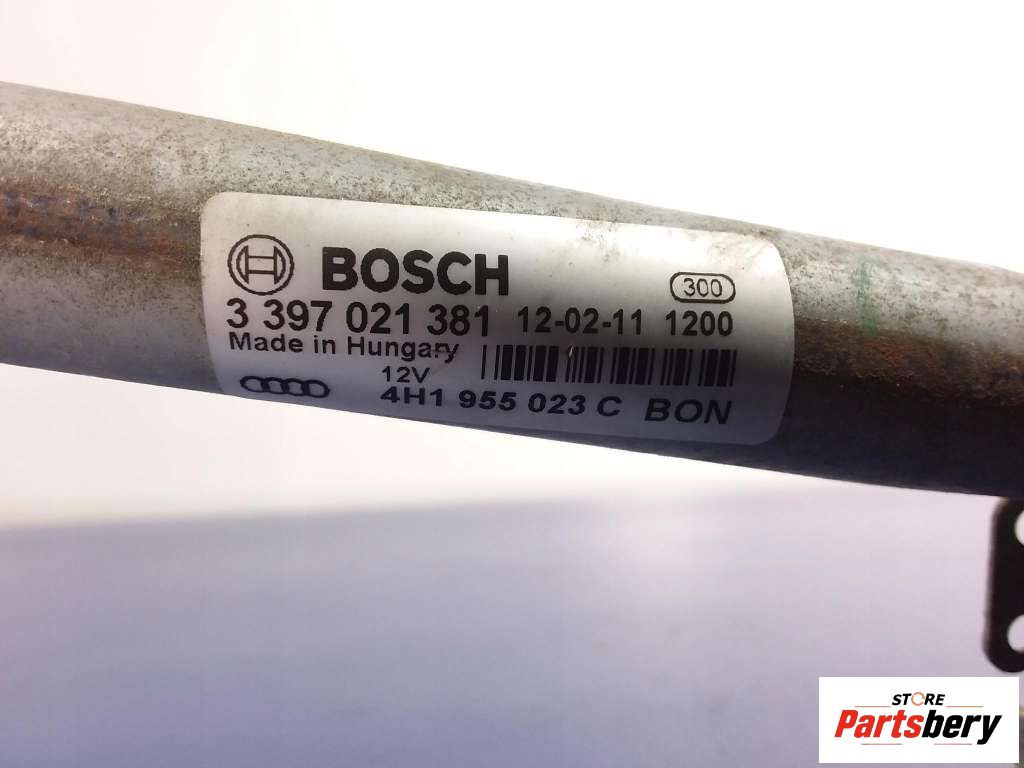 BOSCH
300
3 397 021 381 12-02-11 1200
Made in Hungary
12V
4H1 955 023 C BON
STORE
Partsbery